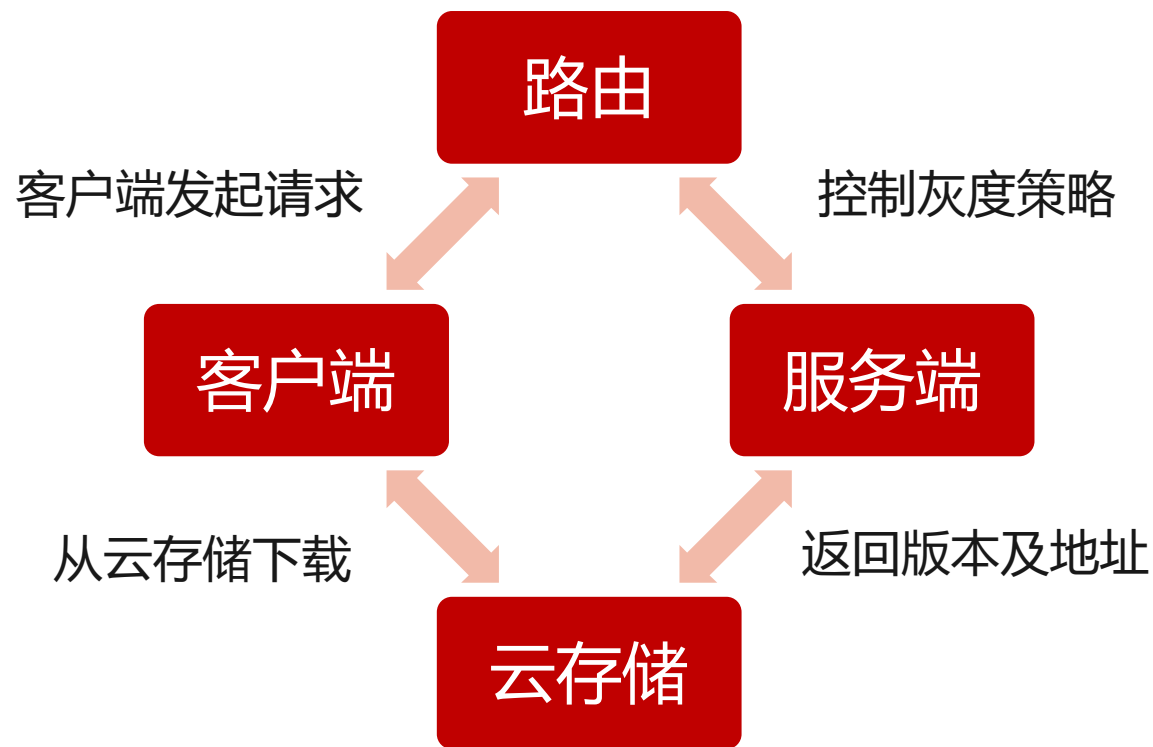 路由
客户端发起请求
控制灰度策略
客户端
服务端
从云存储下载
返回版本及地址
云存储